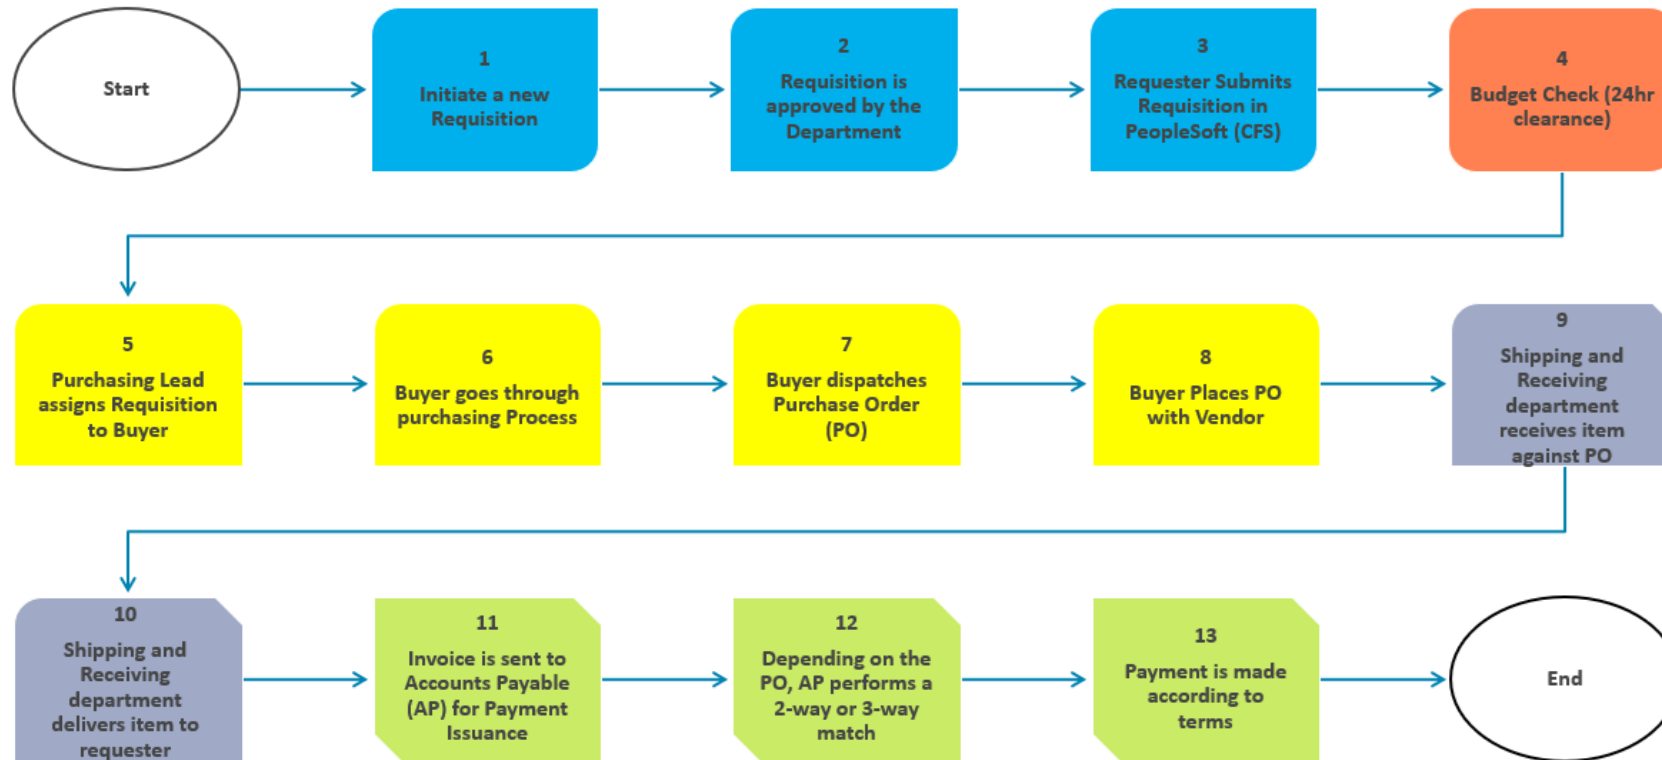 Start
1
Initiate a new
Requisition
2
Requisition is
approved by the
Department
3
Requester Submits
Requisition in
PeopleSoft (CFS)
4
Budget Check (24hr
clearance)
5
Purchasing Lead
assigns Requisition
to Buyer
6
Buyer goes through
purchasing Process
7
Buyer dispatches
Purchase Order
(PO)
8
Buyer Places PO
with Vendor
9
Shipping and
Receiving
department
receives item
against PO
10
Shipping and
Receiving
department
delivers item to
requester
11
Invoice is sent to
Accounts Payable
(AP) for Payment
Issuance
12
Depending on the
PO, AP performs a
2-way or 3-way
match
13
Payment is made
according to
terms
End